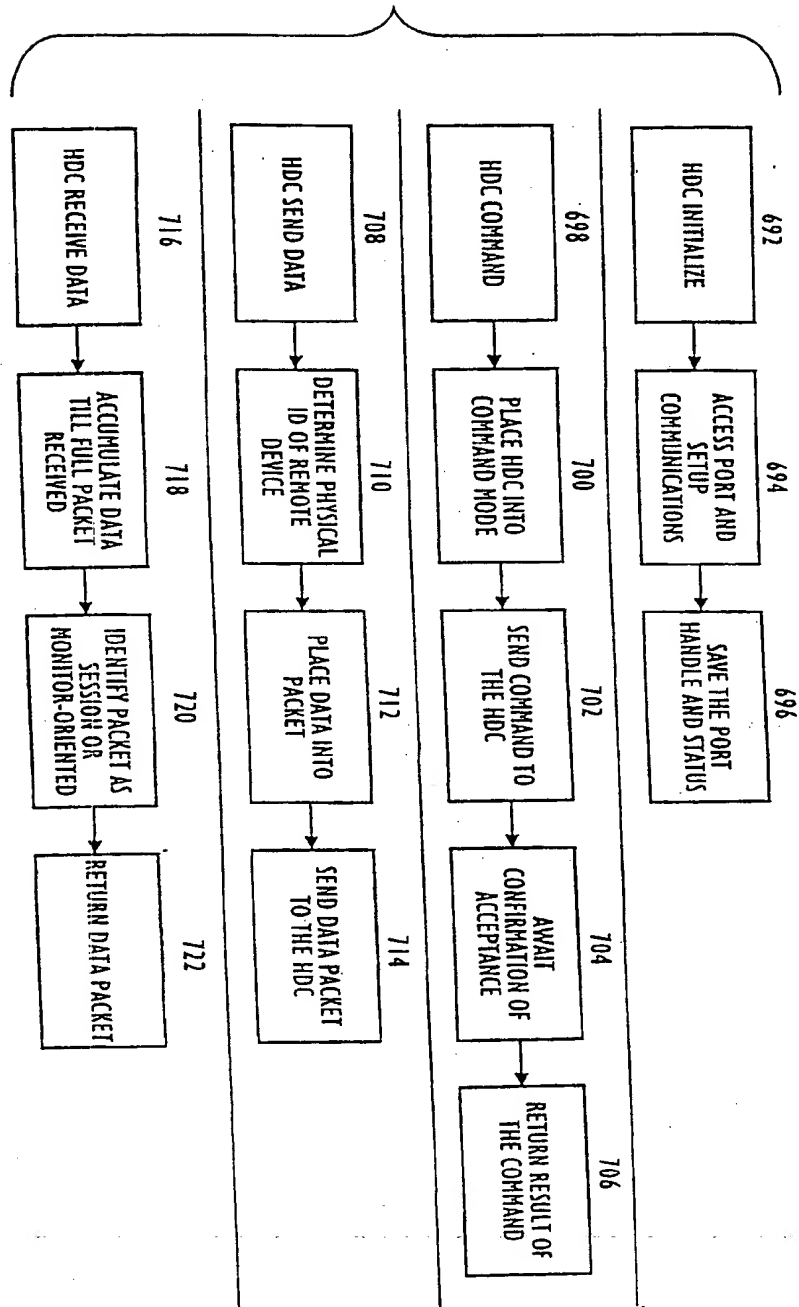 692
HDC INITIALIZE
694
ACCESS PORT AND
SETUP
COMMUNICATIONS
696
SAVE THE PORT
HANDLE AND STATUS
698
HDC COMMAND
700
PLACE HDC INTO
COMMAND MODE
702
SEND COMMAND TO
THE HDC
704
AWAIT
CONFIRMATION OF
ACCEPTANCE
706
RETURN RESULT OF
THE COMMAND
708
HDC SEND DATA
710
DETERMINE PHYSICAL
ID OF REMOTE
DEVICE
712
PLACE DATA INTO
PACKET
714
SEND DATA PACKET
TO THE HDC
716
HDC RECEIVE DATA
718
ACCUMULATE DATA
TILL FULL PACKET
RECEIVED
720
IDENTIFY PACKET AS
SESSION OR
MONITOR-ORIENTED
722
RETURN DATA PACKET